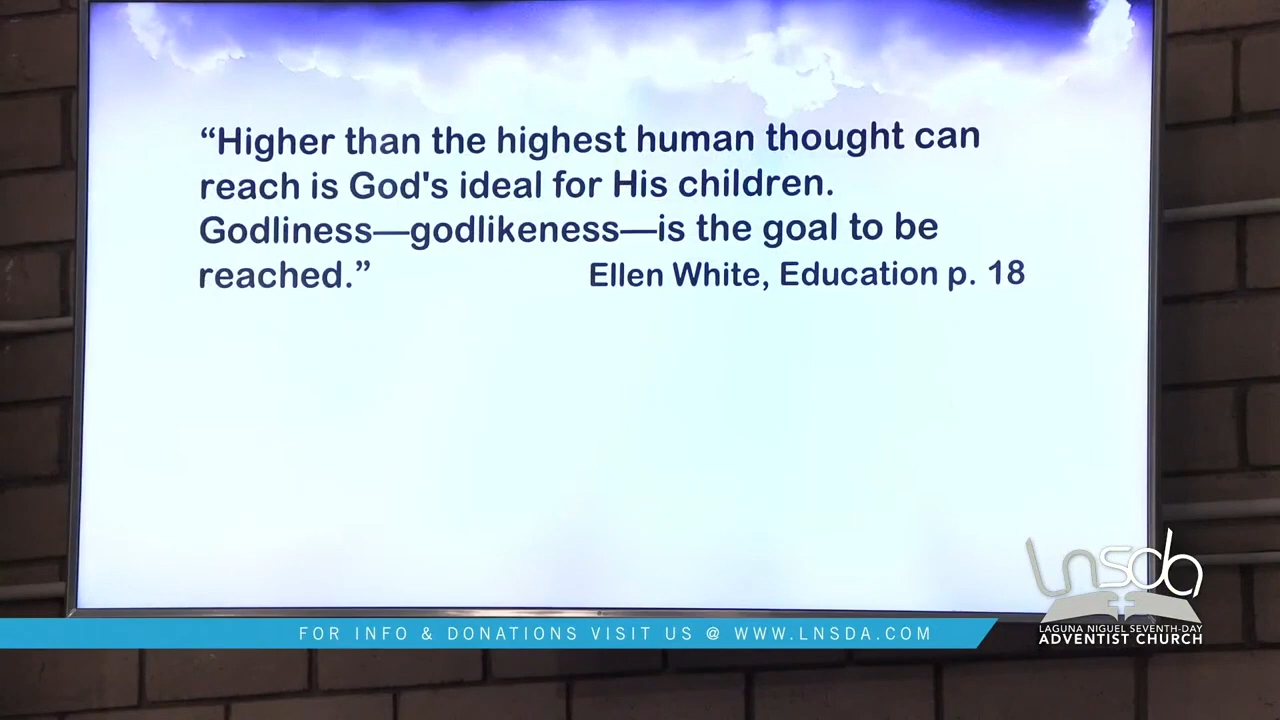 “Higher than the highest human thought can
reach is God's ideal for His children.
Godliness—godlikeness—is the goal to be
reached.” Ellen White, Education p. 18
lnsda
FOR INFO & DONATIONS VISIT US @ WWW.LNSDA.COM
LAGUNA NIGUEL SEVENTH-DAY
ADVENTIST CHURCH